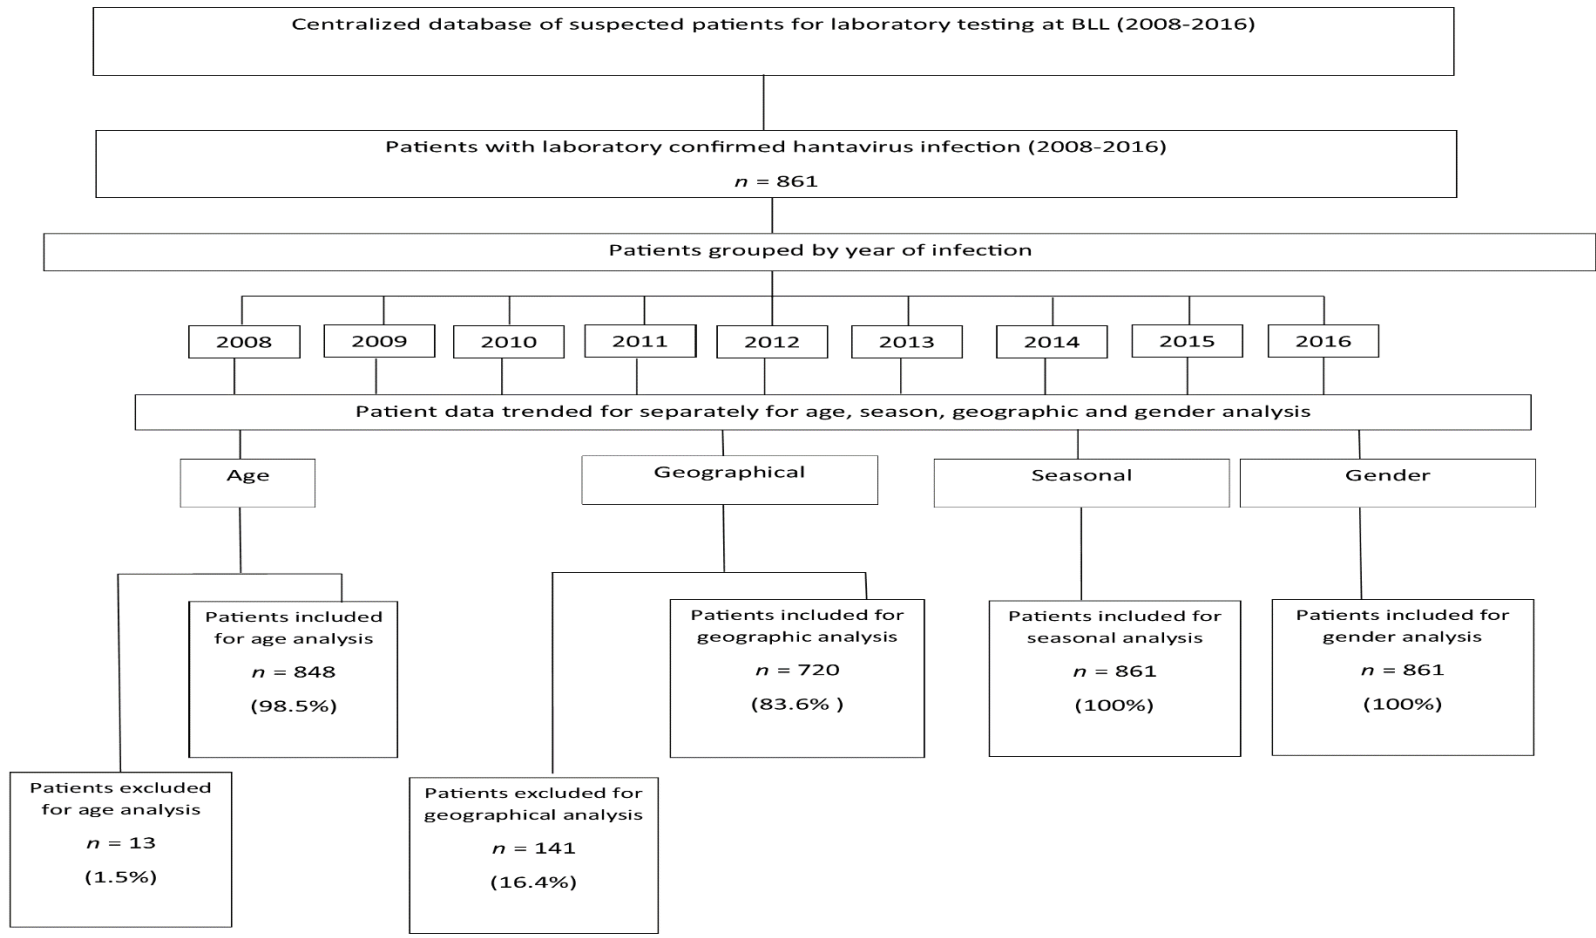 Centralized database of suspected patients for laboratory testing at BLL (2008-2016)
Patients with laboratory confirmed hantavirus infection (2008-2016)
n = 861
Patients grouped by year of infection
2008
2009
2010
2011
2012
2013
2014
2015
2016
Patient data trended for separately for age, season, geographic and gender analysis
Age
Geographical
Seasonal
Gender
Patients included
for age analysis
n = 848
(98.5%)
Patients included for
geographic analysis
n = 720
(83.6% )
Patients included for
seasonal analysis
n = 861
(100%)
Patients included for
gender analysis
n = 861
(100%)
Patients excluded
for age analysis
n = 13
(1.5%)
Patients excluded for
geographical analysis
n = 141
(16.4%)